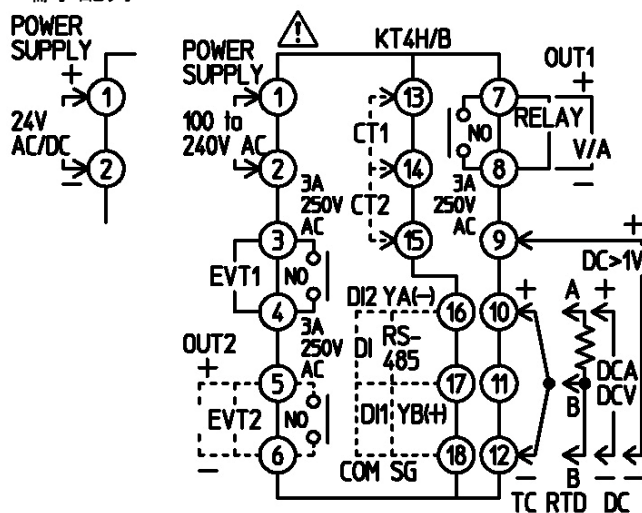 POWER
SUPPLY
+
1
24V
AC/DC
2
−
POWER
SUPPLY
1
100 to
240V AC
2
3A
250V
AC
3
EVT1
NO
4
3A
250V
AC
OUT2
+
5
EVT2
NO
6
−
KT4H/B
13
CT1
14
CT2
15
DI2 YA(−)
16
DI
RS-
485
17
DI1 YB(+)
18
COM SG
OUT1
+
7
NO
RELAY
V/A
8
−
3A
250V
AC
9
+
DC>1V
+
A
+
10
11
DCA
DCV
B
12
−
B
−
−
TC RTD DC